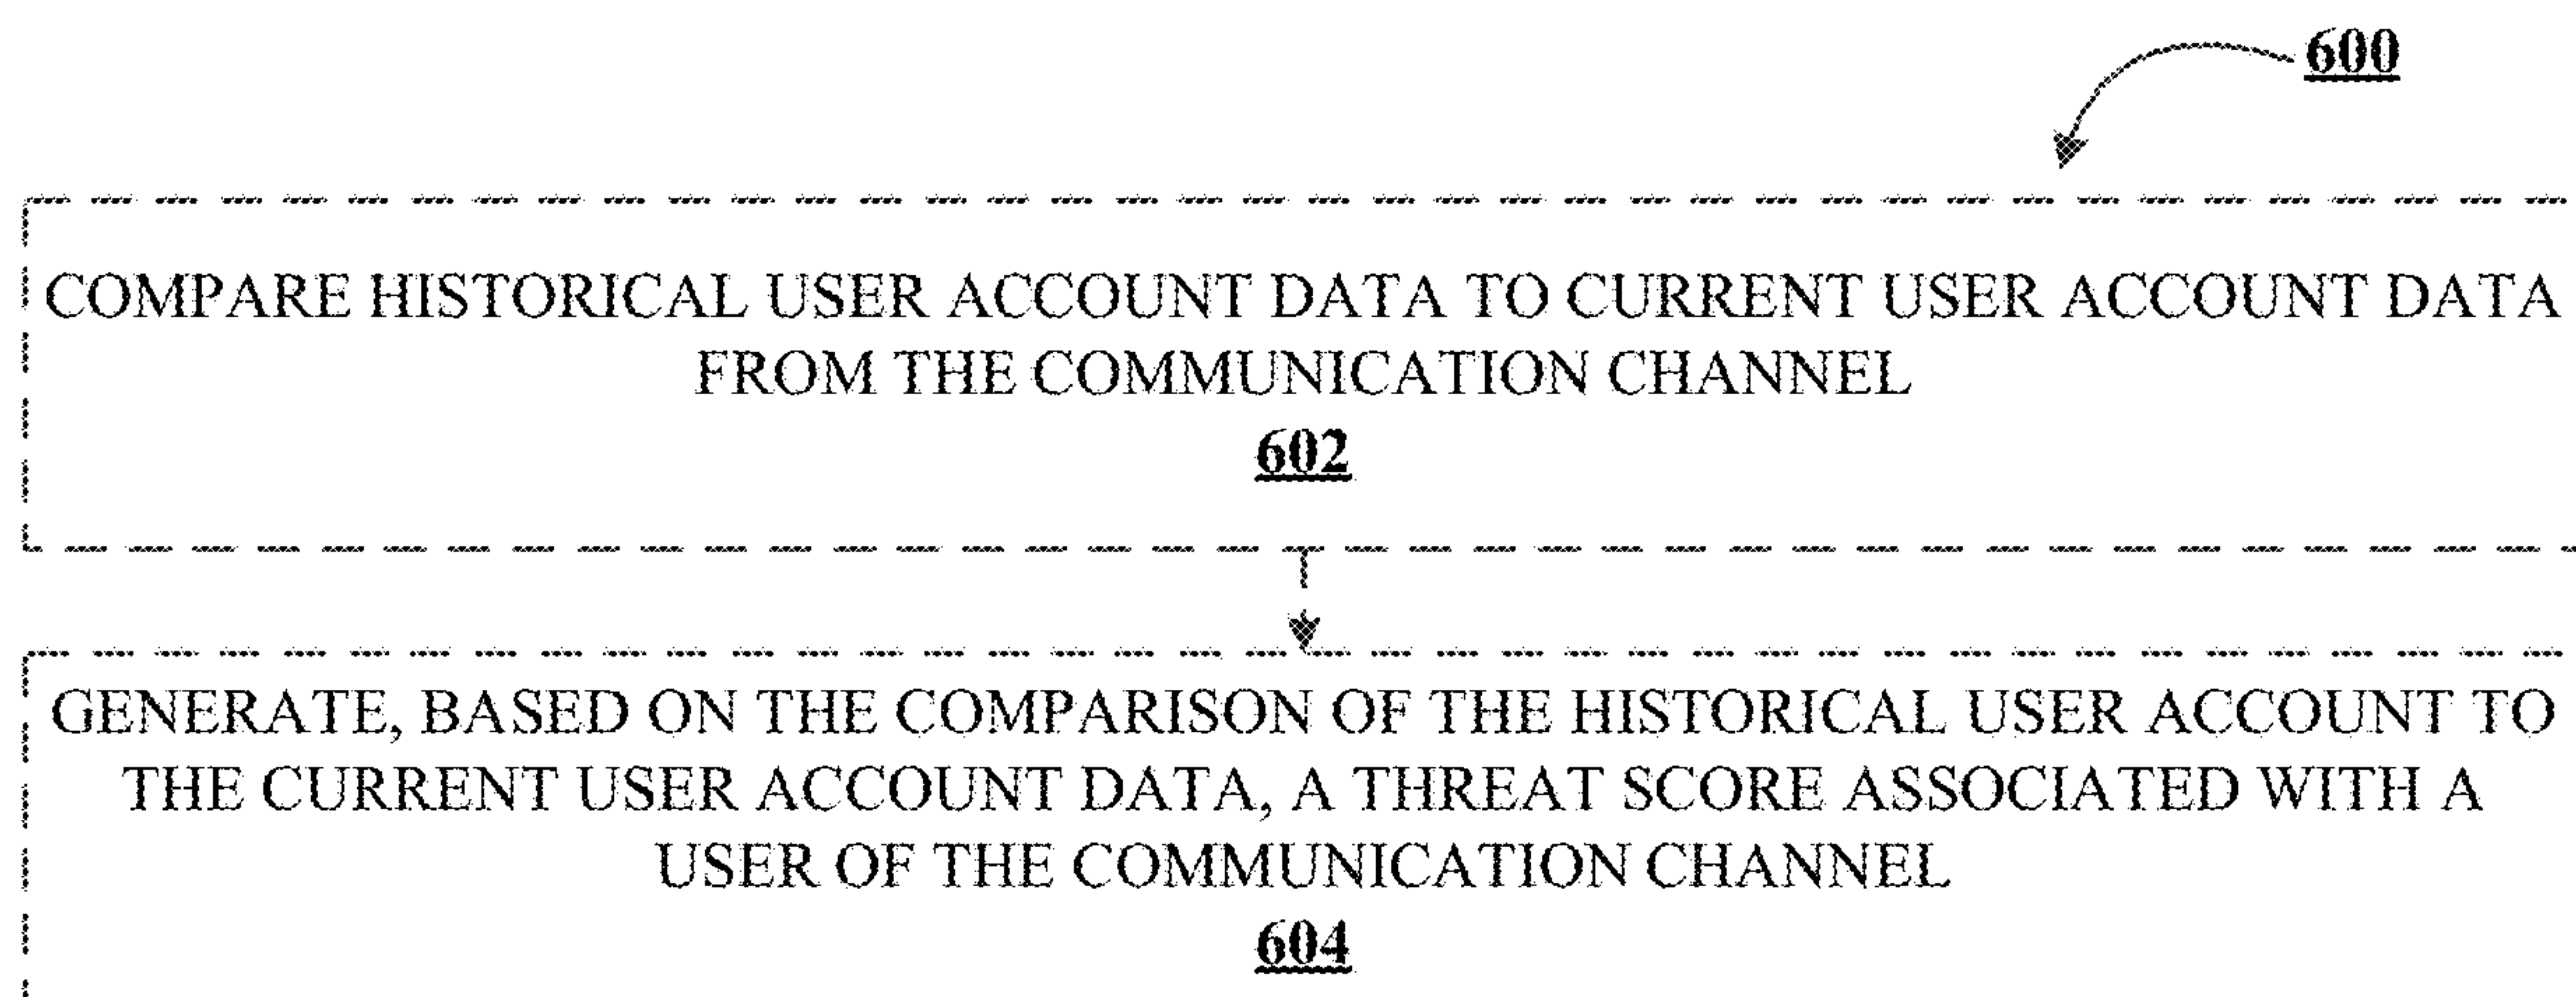 600
COMPARE HISTORICAL USER ACCOUNT DATA TO CURRENT USER ACCOUNT DATA
FROM THE COMMUNICATION CHANNEL
602
GENERATE, BASED ON THE COMPARISON OF THE HISTORICAL USER ACCOUNT TO
THE CURRENT USER ACCOUNT DATA, A THREAT SCORE ASSOCIATED WITH A
USER OF THE COMMUNICATION CHANNEL
604